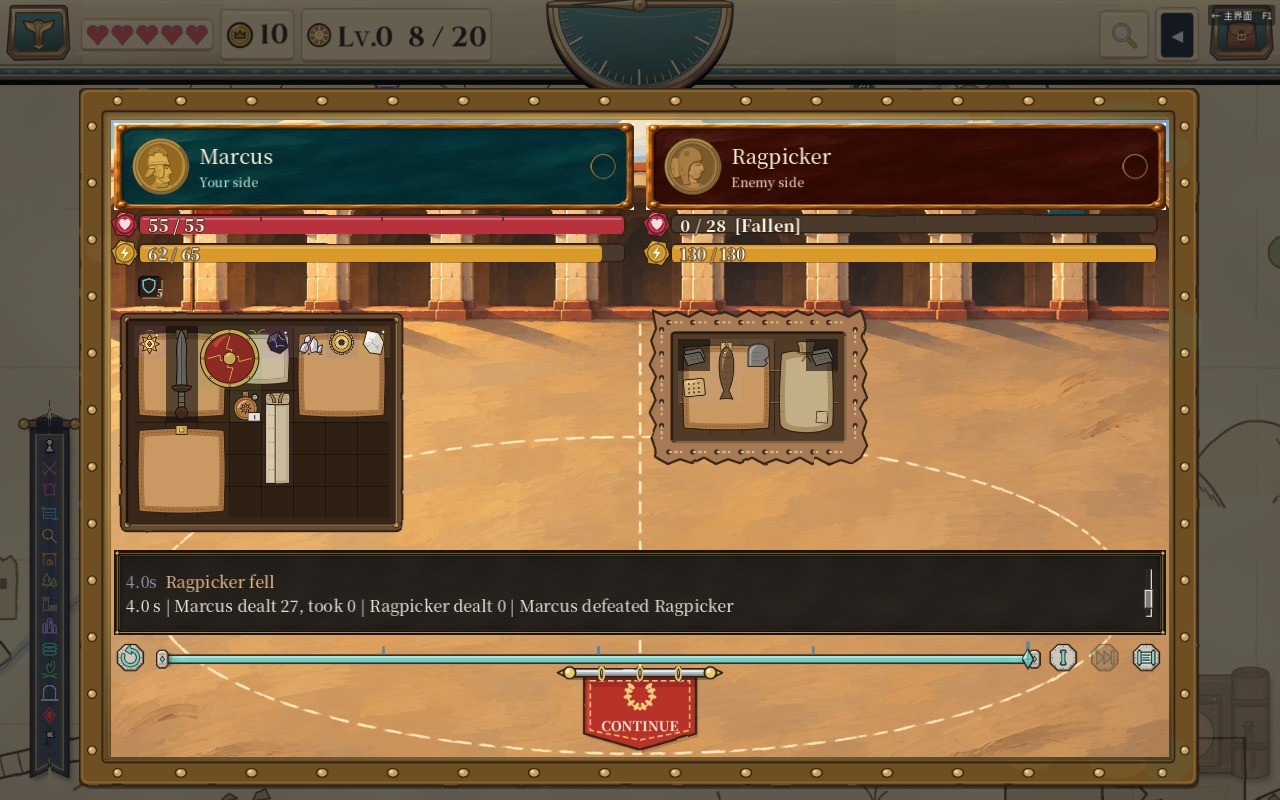 10
Lv.0 8 / 20
← 主界面 F1
Marcus
Your side
Ragpicker
Enemy side
55 / 55
0 / 28 [Fallen]
62 / 65
130 / 130
5
1
4.0s Ragpicker fell
4.0 s | Marcus dealt 27, took 0 | Ragpicker dealt 0 | Marcus defeated Ragpicker
CONTINUE